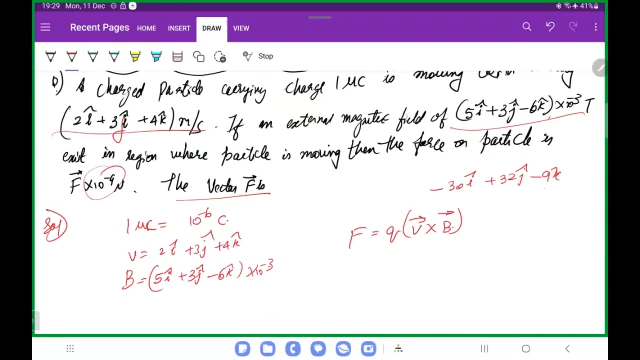 19:29 Mon, 11 Dec 41%
Recent Pages HOME INSERT DRAW VIEW
Stop
Q) A charged Particle carrying charge 1 μC is moving
(2î + 3ĵ + 4k̂) m/s. If an external magnetic field of (5î + 3ĵ - 6k̂) × 10⁻³ T
exist in region where particle is moving then the force on particle is
F⃗ × 10⁻⁹ N. The Vector F⃗ is
- 30î + 32ĵ - 9k̂
Sol) 1 μC = 10⁻⁶ C.
V = 2î + 3ĵ + 4k̂
F = q (V⃗ × B⃗)
B = (5î + 3ĵ - 6k̂) × 10⁻³